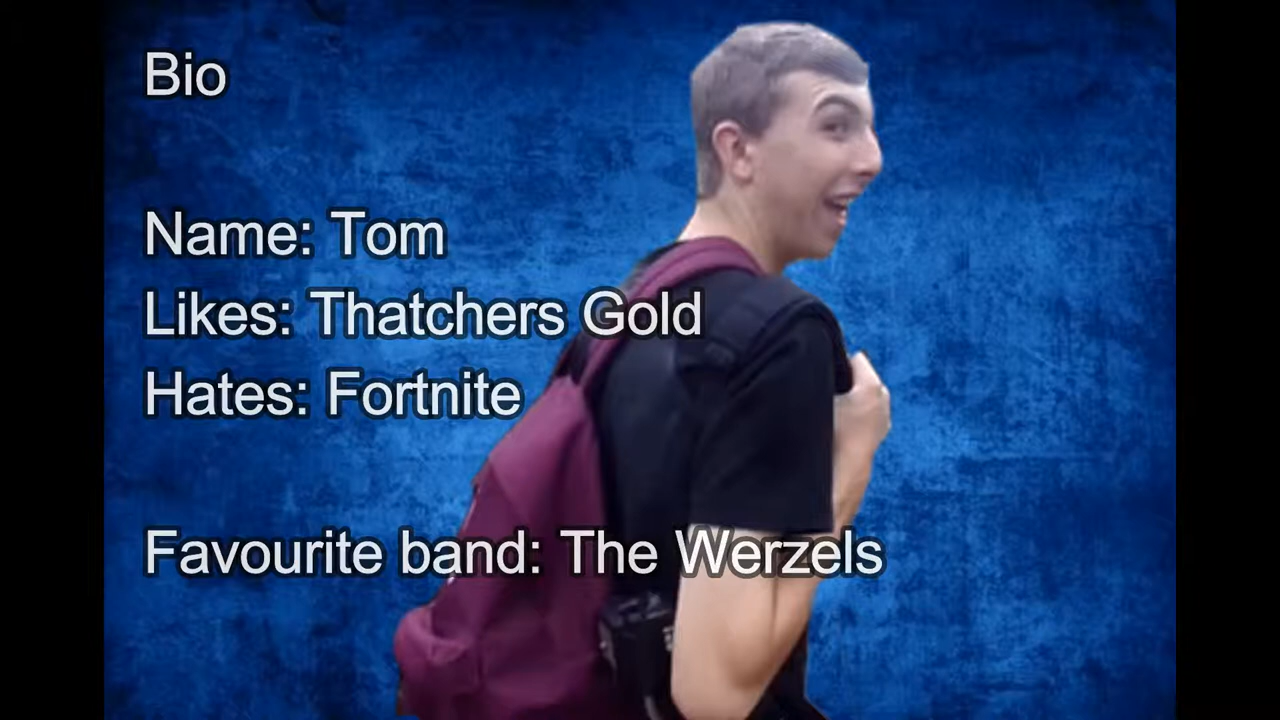 Bio
Name: Tom
Likes: Thatchers Gold
Hates: Fortnite
Favourite band: The Werzels